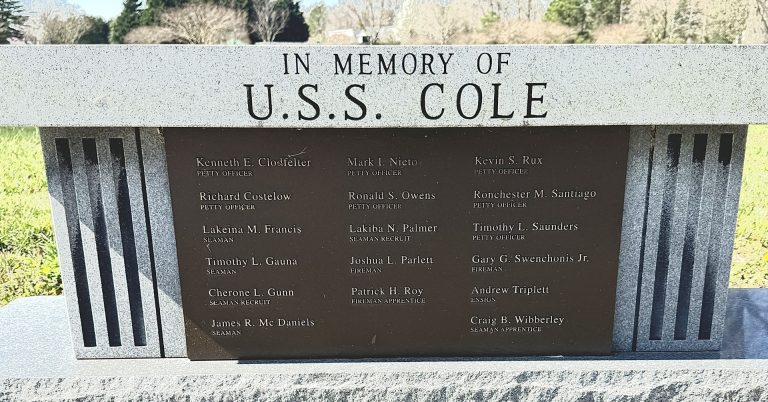 IN MEMORY OF
U.S.S. COLE
Kenneth E. Clodfelter
PETTY OFFICER
Richard Costelow
PETTY OFFICER
Lakeina M. Francis
SEAMAN
Timothy L. Gauna
SEAMAN
Cherone L. Gunn
SEAMAN RECRUIT
James R. Mc Daniels
SEAMAN
Mark I. Nieto
PETTY OFFICER
Ronald S. Owens
PETTY OFFICER
Lakiba N. Palmer
SEAMAN RECRUIT
Joshua L. Parlett
FIREMAN
Patrick H. Roy
FIREMAN APPRENTICE
Kevin S. Rux
PETTY OFFICER
Ronchester M. Santiago
PETTY OFFICER
Timothy L. Saunders
PETTY OFFICER
Gary G. Swenchonis Jr.
FIREMAN
Andrew Triplett
ENSIGN
Craig B. Wibberley
SEAMAN APPRENTICE